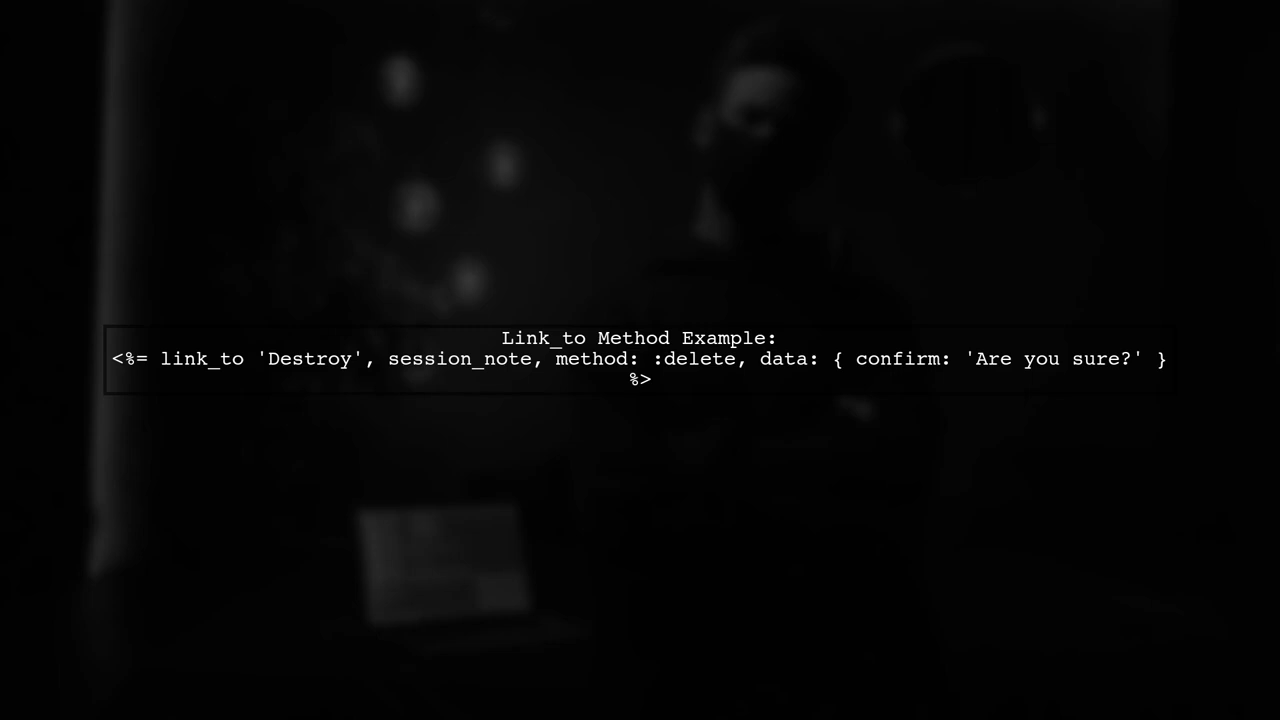 Link_to Method Example:
<%= link_to 'Destroy', session_note, method: :delete, data: { confirm: 'Are you sure?' }
%>